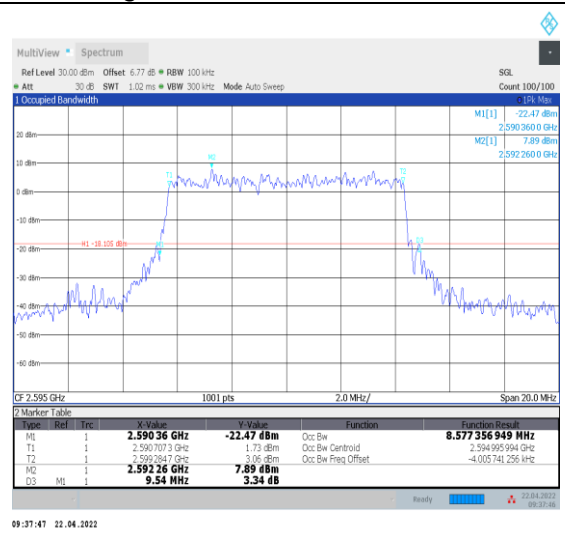 MultiView Spectrum
Ref Level 30.00 dBm Offset 6.77 dB RBW 100 kHz SGL
Att 30 dB SWT 1.02 ms VBW 300 kHz Mode Auto Sweep Count 100/100
1 Occupied Bandwidth 1Pk Max
M1[1] -22.47 dBm
2.5903600 GHz
M2[1] 7.89 dBm
2.5922600 GHz
20 dBm
10 dBm
M2
T1
T2
0 dBm
-10 dBm
-20 dBm
H1 -18.105 dBm
M1
D3
-30 dBm
-40 dBm
-50 dBm
-60 dBm
CF 2.595 GHz 1001 pts 2.0 MHz/ Span 20.0 MHz
2 Marker Table
Type Ref Trc X-Value Y-Value Function Function Result
M1 1 2.590 36 GHz -22.47 dBm Occ Bw 8.577 356 949 MHz
T1 1 2.590 707 3 GHz 1.73 dBm Occ Bw Centroid 2.594 995 994 GHz
T2 1 2.599 284 7 GHz 3.06 dBm Occ Bw Freq Offset -4.005 741 256 kHz
M2 1 2.592 26 GHz 7.89 dBm
D3 M1 1 9.54 MHz 3.34 dB
Ready 22.04.2022
09:37:46
09:37:47 22.04.2022